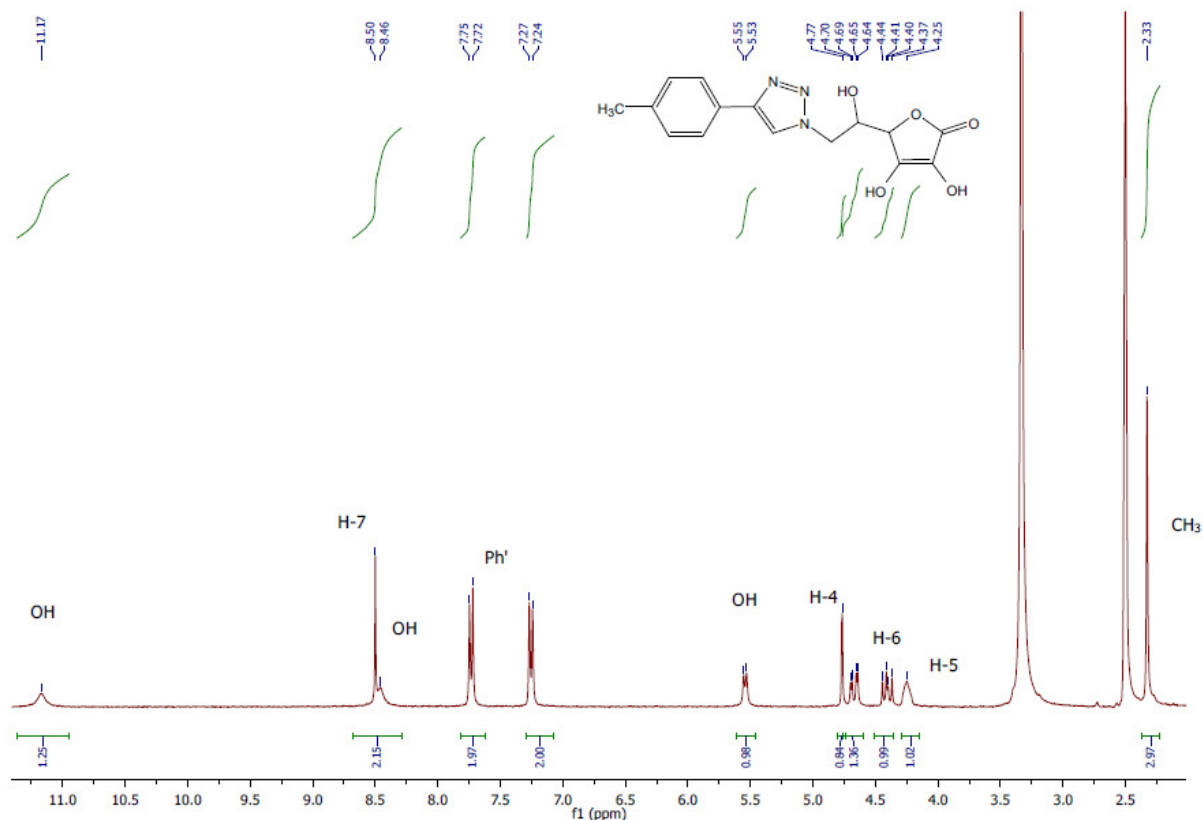 11.17
8.50
8.46
7.75
7.72
7.27
7.24
5.55
5.53
4.77
4.70
4.69
4.65
4.64
4.44
4.41
4.40
4.37
4.25
2.33
H₃C
N
N
N
HO
O
O
HO
OH
OH
H-7
OH
Ph'
OH
H-4
H-6
H-5
CH₃
1.25
2.15
1.97
2.00
0.98
0.84
1.36
0.99
1.02
2.97
11.0 10.5 10.0 9.5 9.0 8.5 8.0 7.5 7.0 6.5 6.0 5.5 5.0 4.5 4.0 3.5 3.0 2.5
f1 (ppm)